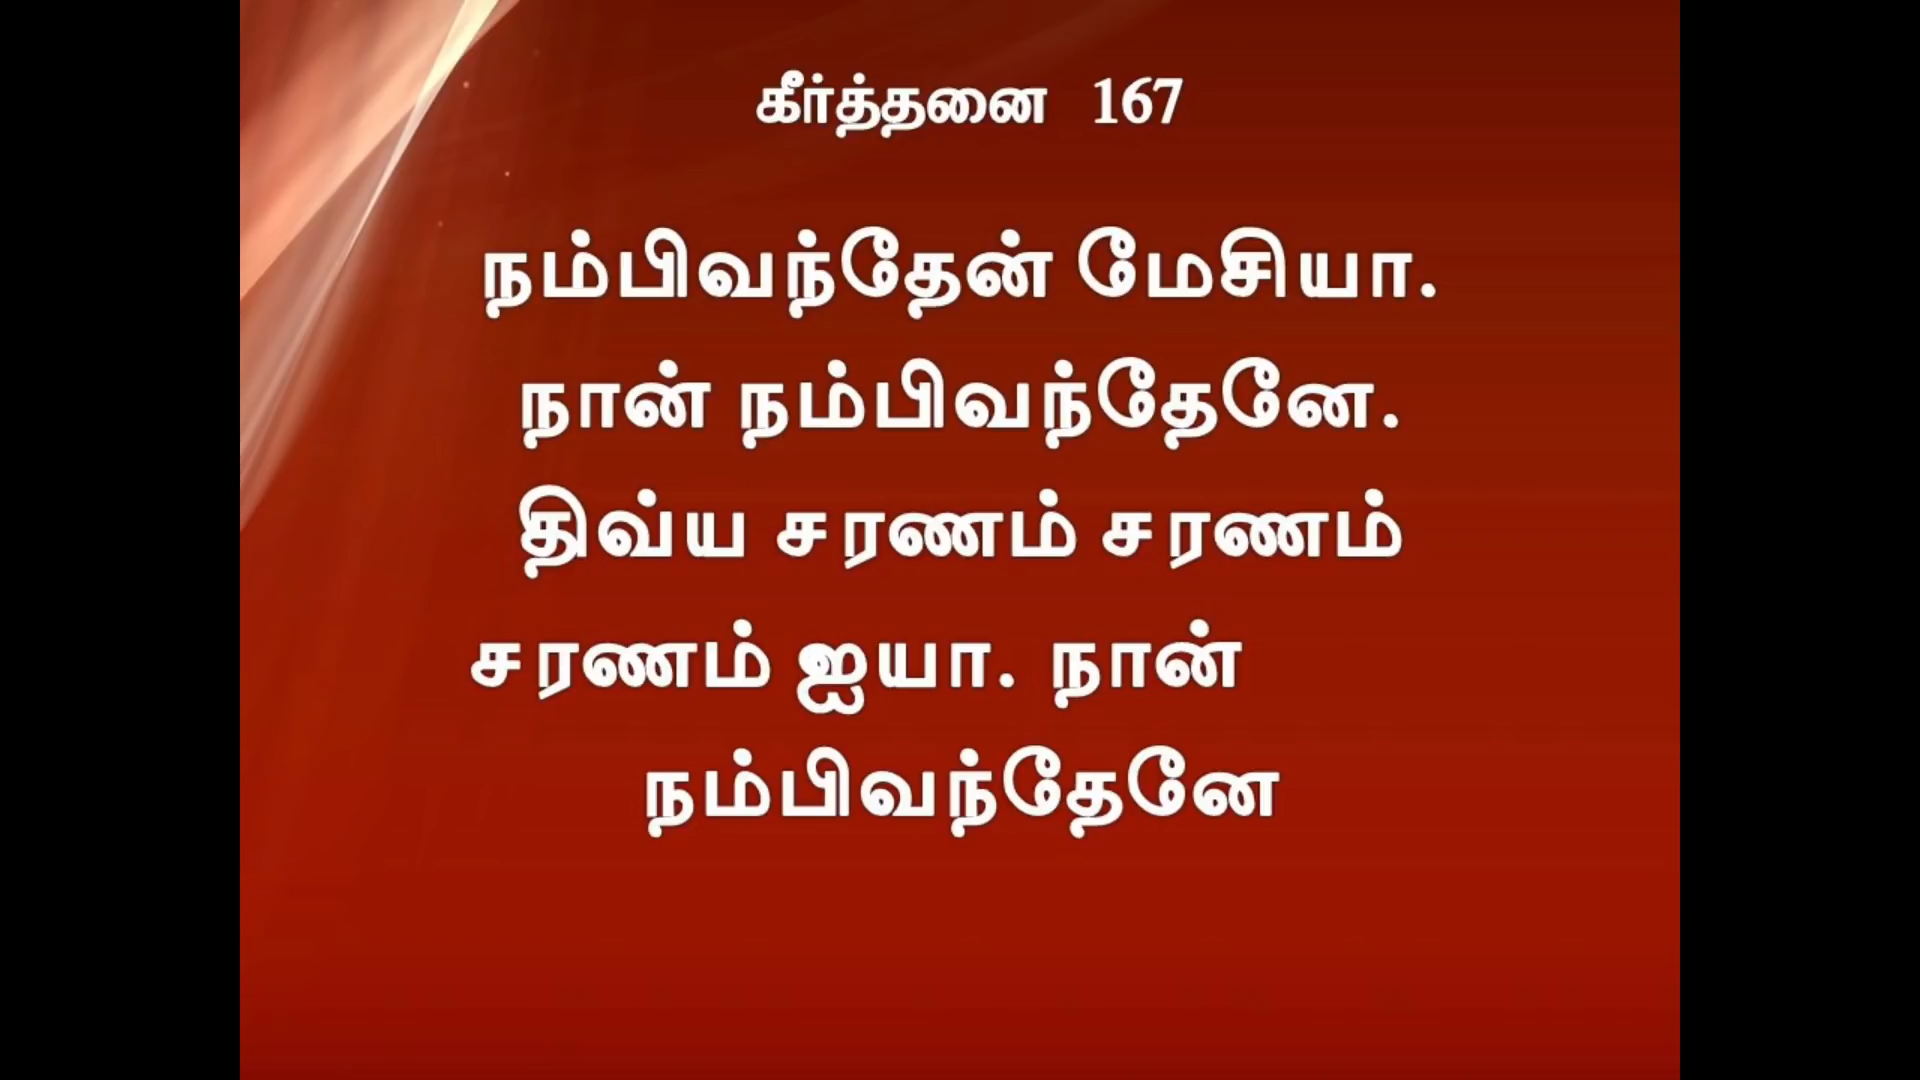 கீர்த்தனை 167
நம்பிவந்தேன் மேசியா.
நான் நம்பிவந்தேனே.
திவ்ய சரணம் சரணம்
சரணம் ஐயா. நான்
நம்பிவந்தேனே